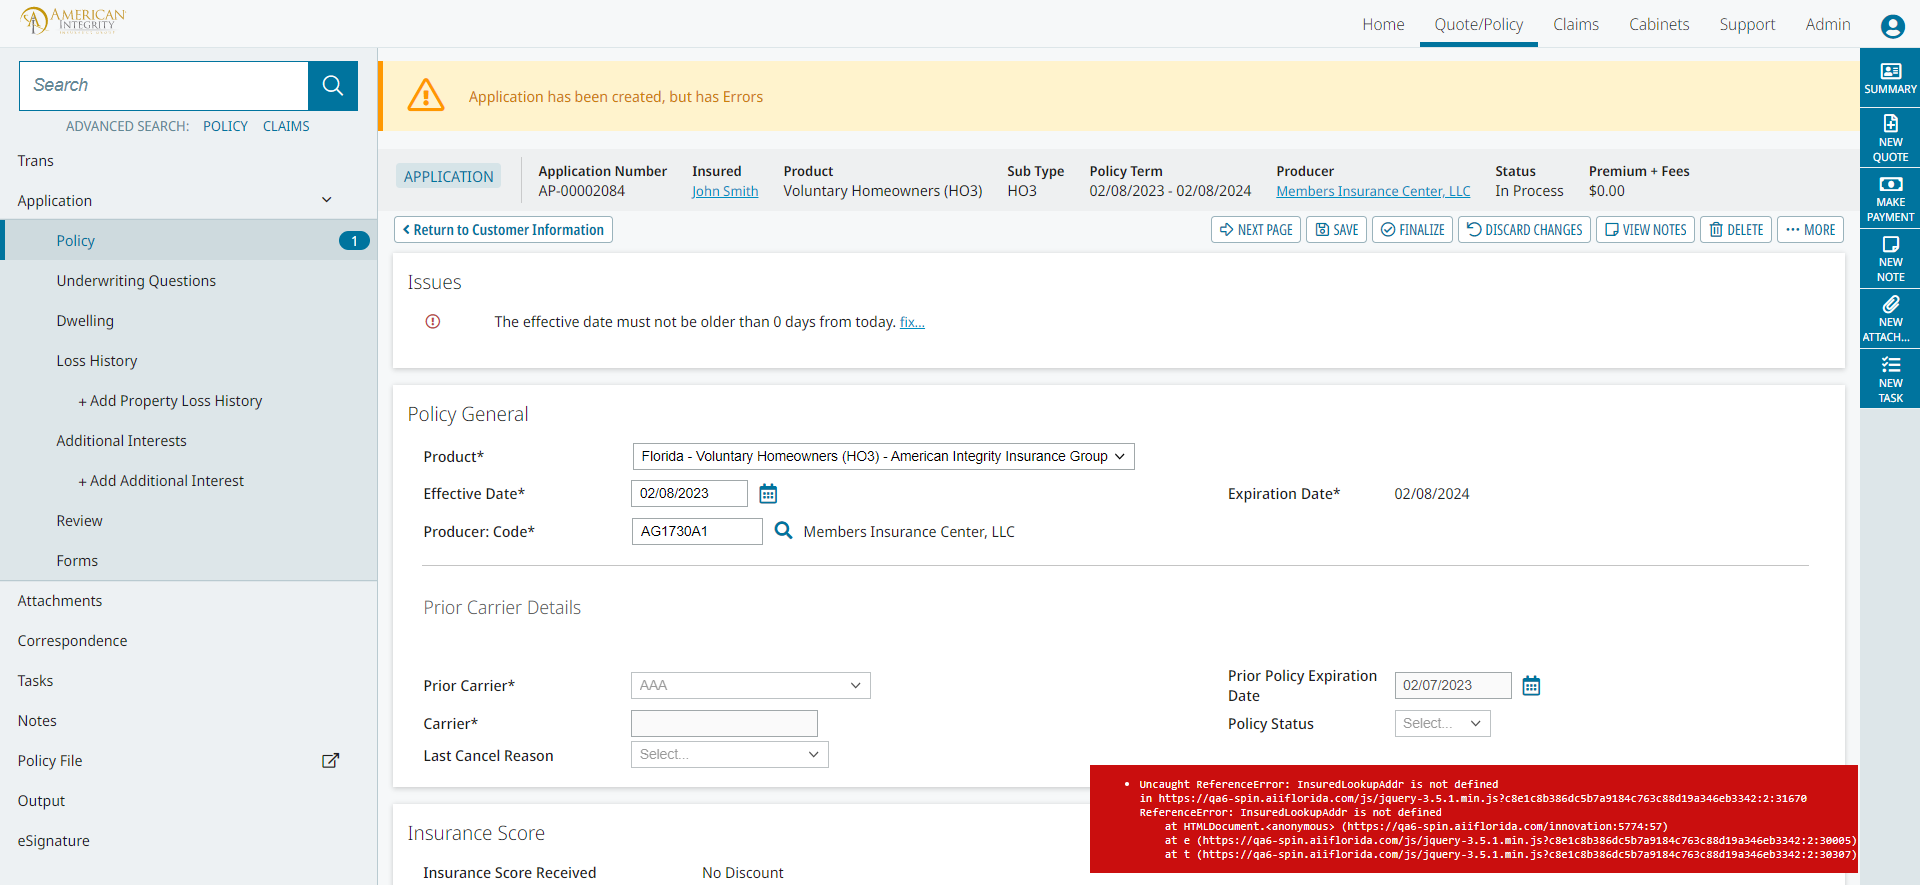 AMERICAN
INTEGRITY
INSURANCE GROUP
Home
Quote/Policy
Claims
Cabinets
Support
Admin
Search
ADVANCED SEARCH: POLICY CLAIMS
Trans
Application
Policy 1
Underwriting Questions
Dwelling
Loss History
+ Add Property Loss History
Additional Interests
+ Add Additional Interest
Review
Forms
Attachments
Correspondence
Tasks
Notes
Policy File
Output
eSignature
Application has been created, but has Errors
APPLICATION
Application Number
AP-00002084
Insured
John Smith
Product
Voluntary Homeowners (HO3)
Sub Type
HO3
Policy Term
02/08/2023 - 02/08/2024
Producer
Members Insurance Center, LLC
Status
In Process
Premium + Fees
$0.00
Return to Customer Information
NEXT PAGE
SAVE
FINALIZE
DISCARD CHANGES
VIEW NOTES
DELETE
MORE
Issues
The effective date must not be older than 0 days from today. fix...
Policy General
Product* Florida - Voluntary Homeowners (HO3) - American Integrity Insurance Group
Effective Date* 02/08/2023
Expiration Date* 02/08/2024
Producer: Code* AG1730A1 Members Insurance Center, LLC
Prior Carrier Details
Prior Carrier* AAA
Prior Policy Expiration
Date
02/07/2023
Carrier*
Policy Status Select...
Last Cancel Reason Select...
Insurance Score
Insurance Score Received No Discount
SUMMARY
NEW
QUOTE
MAKE
PAYMENT
NEW
NOTE
NEW
ATTACH...
NEW
TASK
• Uncaught ReferenceError: InsuredLookupAddr is not defined
in https://qa6-spin.aiiflorida.com/js/jquery-3.5.1.min.js?c8e1c8b386dc5b7a9184c763c88d19a346eb3342:2:31670
ReferenceError: InsuredLookupAddr is not defined
at HTMLDocument.<anonymous> (https://qa6-spin.aiiflorida.com/innovation:5774:57)
at e (https://qa6-spin.aiiflorida.com/js/jquery-3.5.1.min.js?c8e1c8b386dc5b7a9184c763c88d19a346eb3342:2:30005)
at t (https://qa6-spin.aiiflorida.com/js/jquery-3.5.1.min.js?c8e1c8b386dc5b7a9184c763c88d19a346eb3342:2:30307)